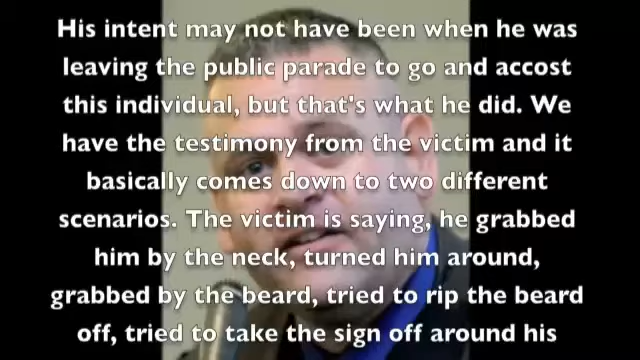 His intent may not have been when he was
leaving the public parade to go and accost
this individual, but that's what he did. We
have the testimony from the victim and it
basically comes down to two different
scenarios. The victim is saying, he grabbed
him by the neck, turned him around,
grabbed by the beard, tried to rip the beard
off, tried to take the sign off around his